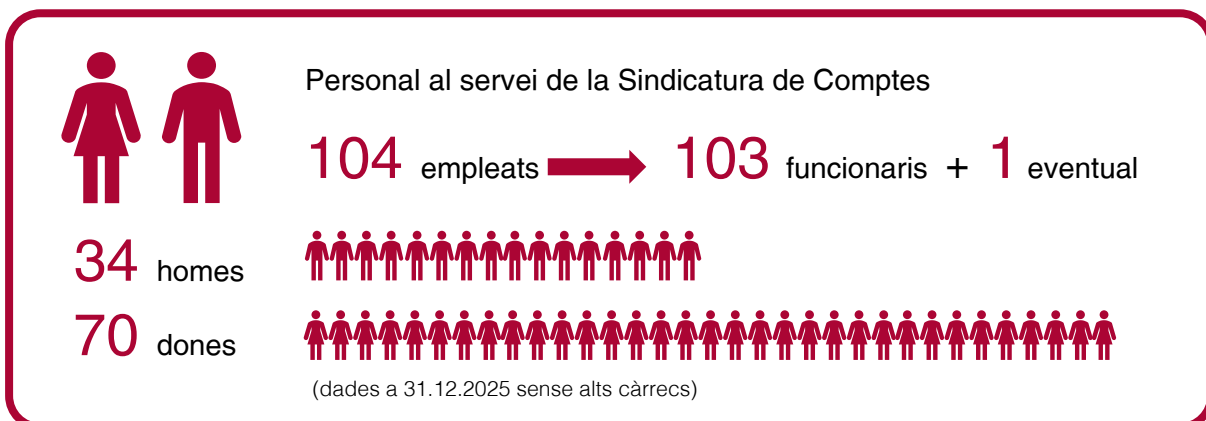 Personal al servei de la Sindicatura de Comptes
104 empleats 103 funcionaris + 1 eventual
34 homes
70 dones
(dades a 31.12.2025 sense alts càrrecs)